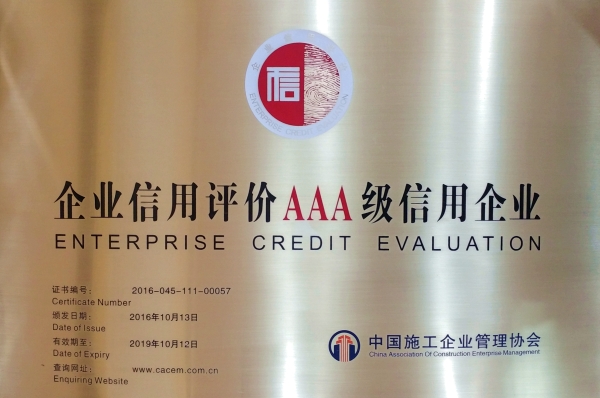 信
ENTERPRISE CREDIT EVALUATION
企业信用评价AAA级信用企业
ENTERPRISE CREDIT EVALUATION
证书编号： 2016-045-111-00057
Certificate Number
颁发日期： 2016年10月13日
Date of Issue
有效期至： 2019年10月12日
Date of Expiry
查询网址： www.cacem.com.cn
Enquiring Website
中国施工企业管理协会
China Association Of Construction Enterprise Management